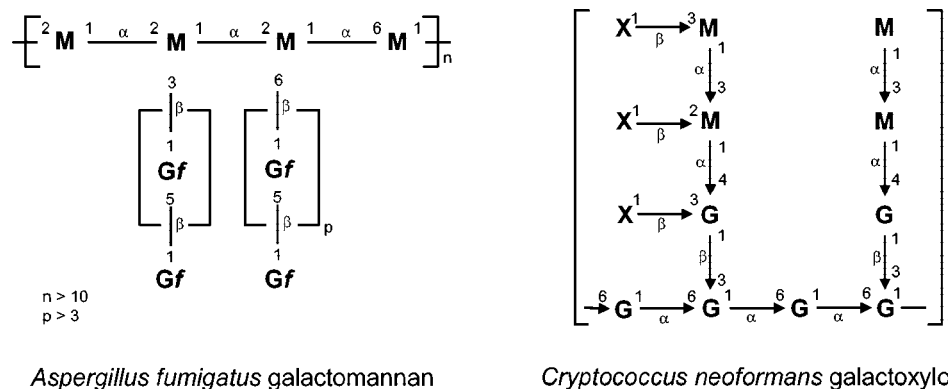 2 M 1 α 2 M 1 α 2 M 1 α 6 M 1 n
3 6
β β
1 1
Gf Gf
5 5
β β p
1 1
Gf Gf
n > 10
p > 3
Aspergillus fumigatus galactomannan
X 1 β 3 M M
1 1
α α
3 3
X 1 β 2 M M
1 1
α α
4 4
X 1 β 3 G G
1 1
β β
3 3
6 G 1 α 6 G 1 α 6 G 1 α 6 G 1
Cryptococcus neoformans galactoxylo